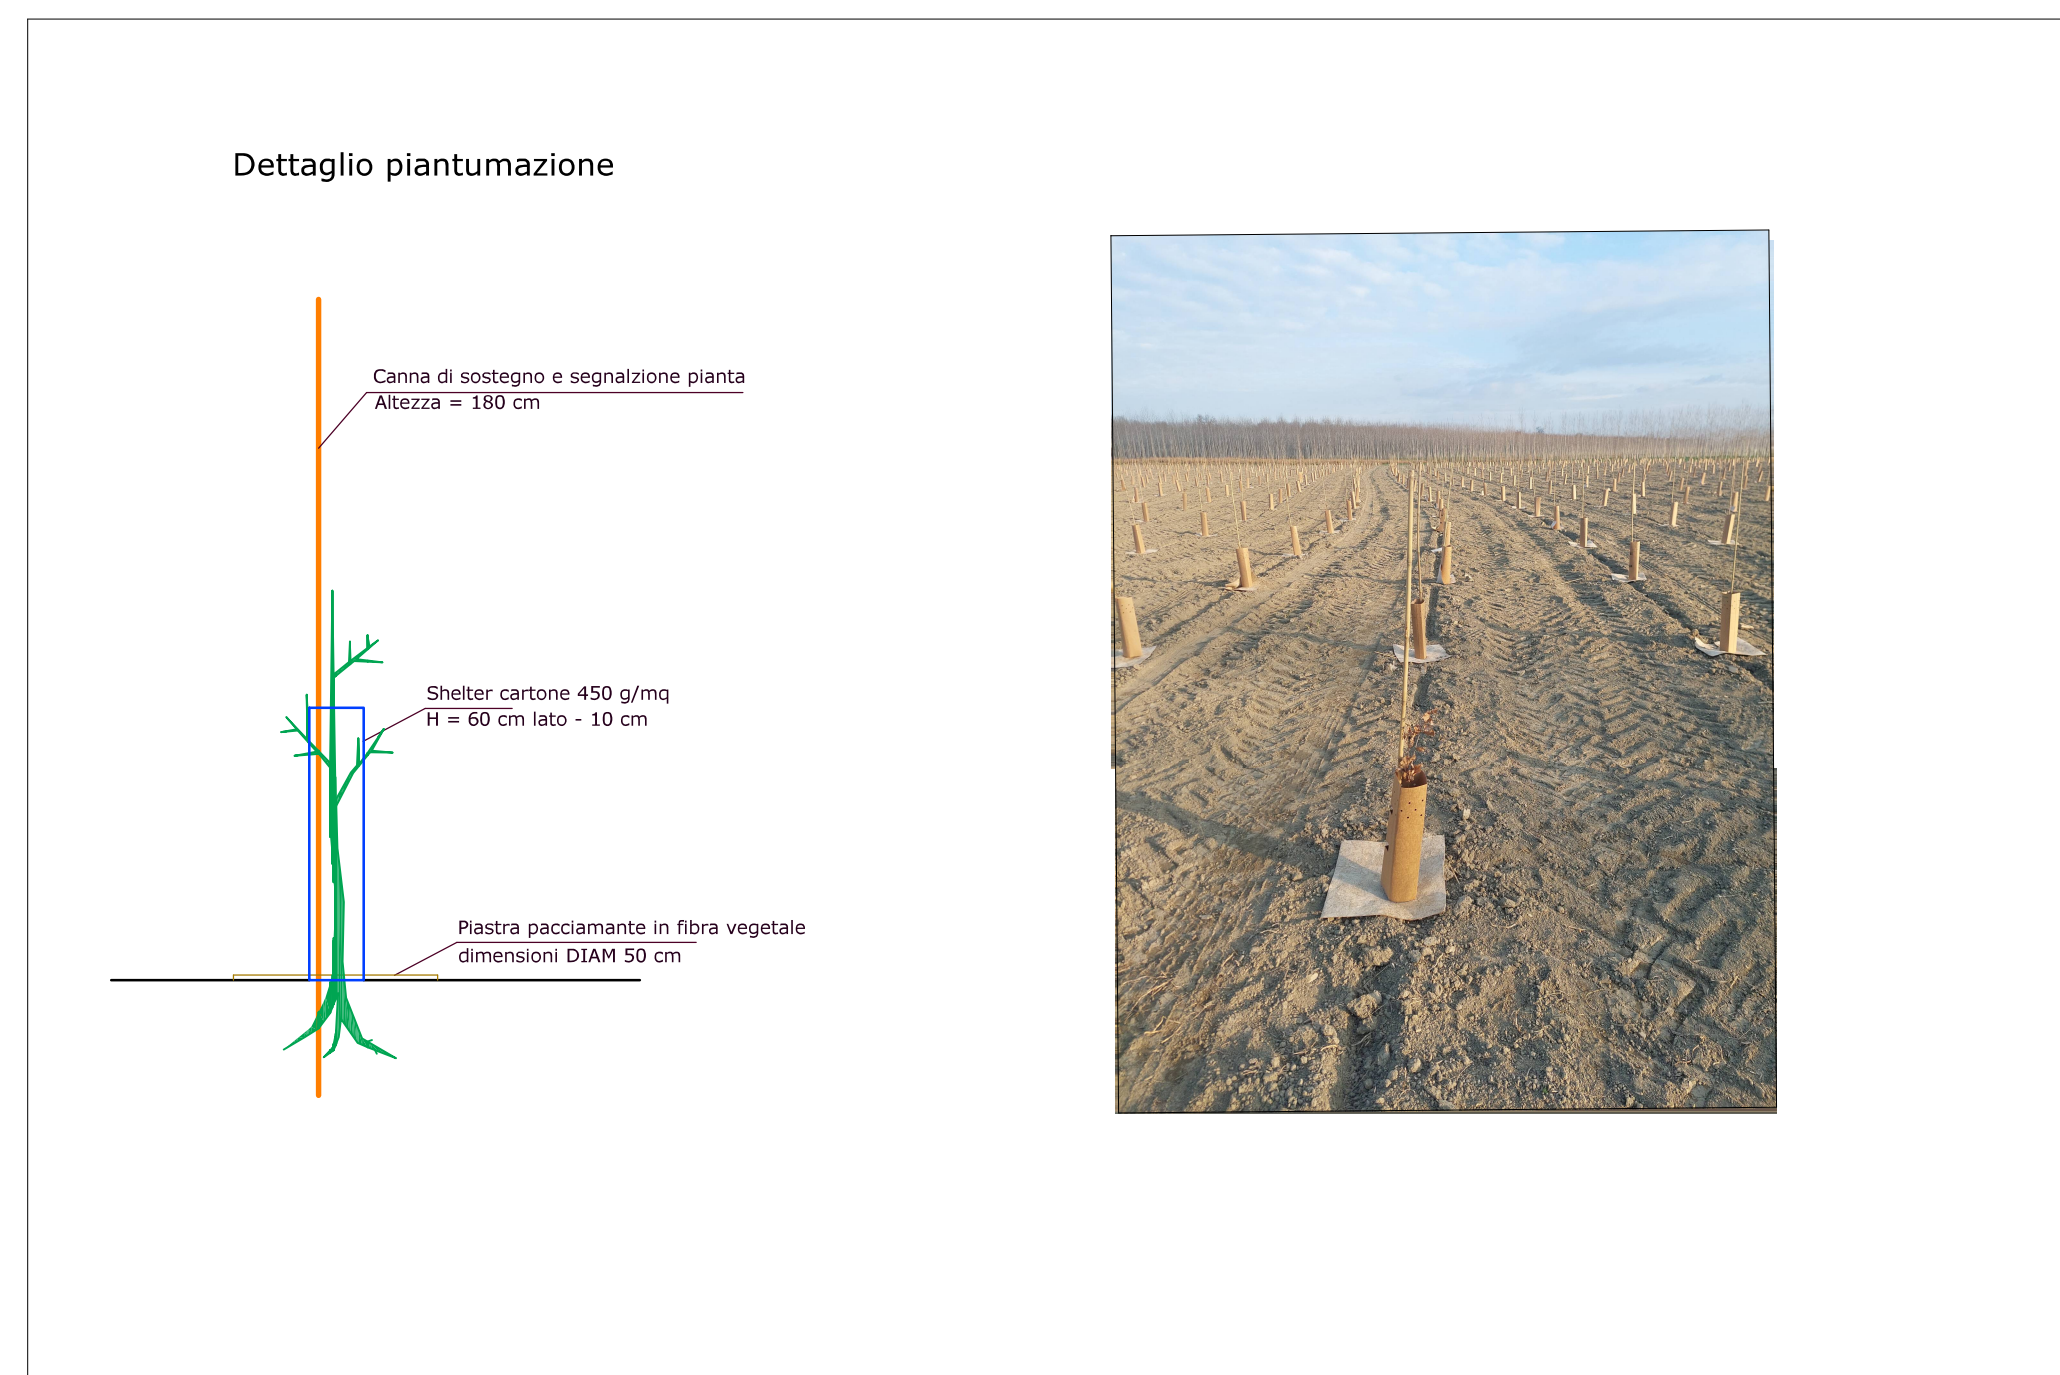 Dettaglio piantumazione
Canna di sostegno e segnalzione pianta
Altezza = 180 cm
Shelter cartone 450 g/mq
H = 60 cm lato - 10 cm
Piastra pacciamante in fibra vegetale
dimensioni DIAM 50 cm